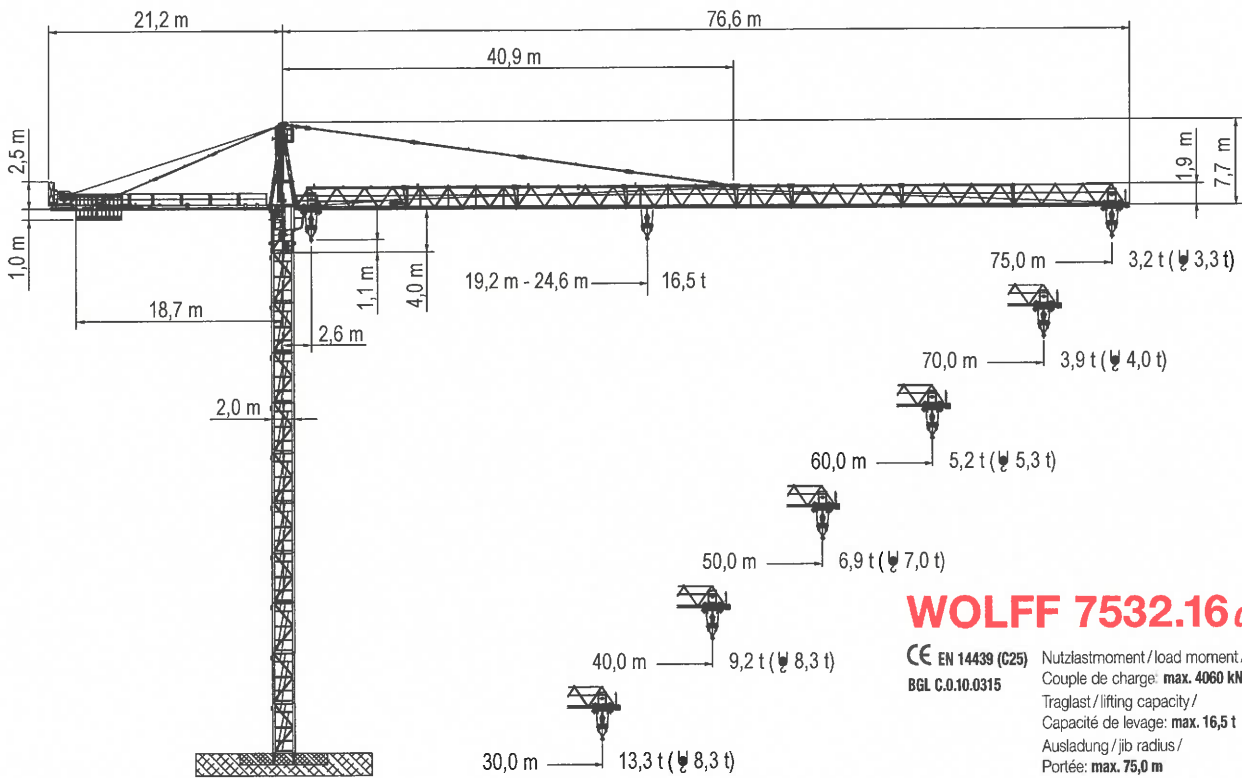 21,2 m
76,6 m
40,9 m
2,5 m
1,9 m
7,7 m
1,0 m
1,1 m
4,0 m
19,2 m - 24,6 m 16,5 t
75,0 m 3,2 t ( 3,3 t)
18,7 m
2,6 m
70,0 m 3,9 t ( 4,0 t)
2,0 m
60,0 m 5,2 t ( 5,3 t)
50,0 m 6,9 t ( 7,0 t)
WOLFF 7532.16
40,0 m 9,2 t ( 8,3 t)
CE EN 14439 (C25)
BGL C.0.10.0315
Nutzlastmoment / load moment /
Couple de charge: max. 4060 kN
Traglast / lifting capacity /
Capacité de levage: max. 16,5 t
Ausladung / jib radius /
Portée: max. 75,0 m
30,0 m 13,3 t ( 8,3 t)